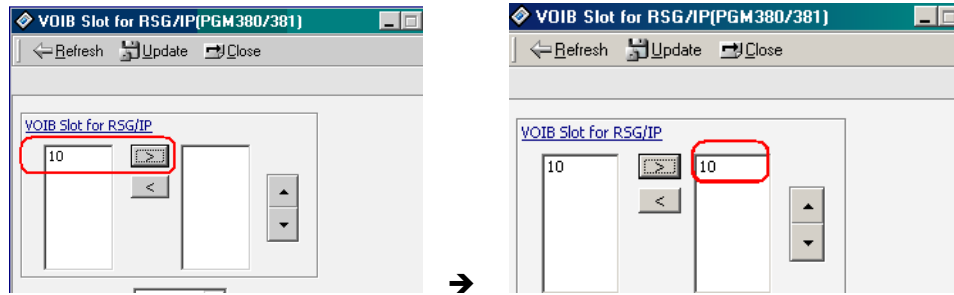 VOIB Slot for RSG/IP(PGM380/381)
Refresh Update Close
VOIB Slot for RSG/IP
10 >
<
➔
VOIB Slot for RSG/IP(PGM380/381)
Refresh Update Close
VOIB Slot for RSG/IP
10 > 10
<